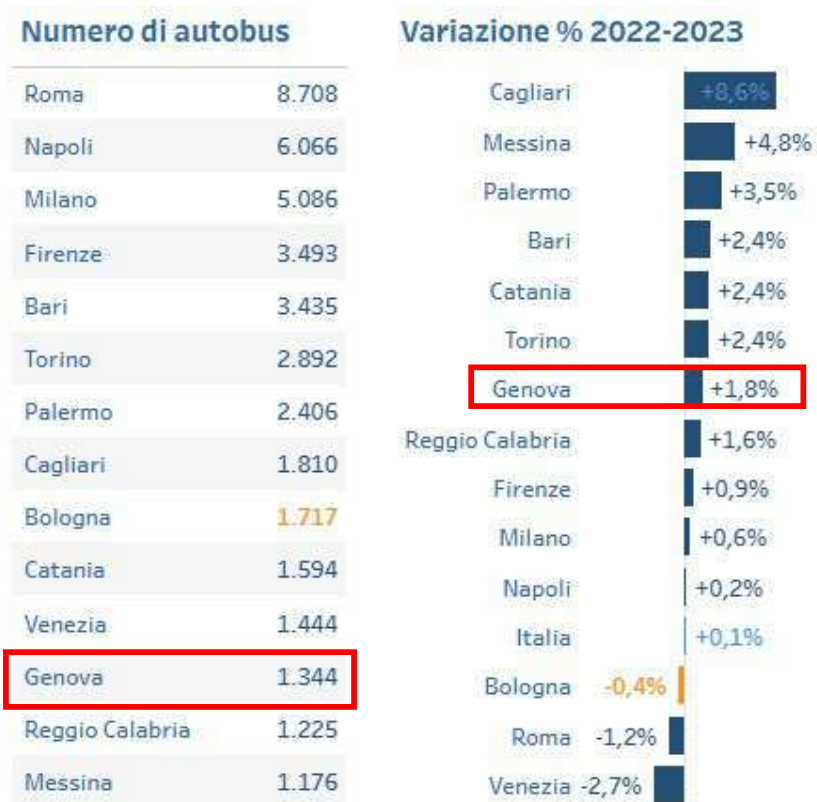 Numero di autobus
Roma 8.708
Napoli 6.066
Milano 5.086
Firenze 3.493
Bari 3.435
Torino 2.892
Palermo 2.406
Cagliari 1.810
Bologna 1.717
Catania 1.594
Venezia 1.444
Genova 1.344
Reggio Calabria 1.225
Messina 1.176
Variazione % 2022-2023
Cagliari +8,6%
Messina +4,8%
Palermo +3,5%
Bari +2,4%
Catania +2,4%
Torino +2,4%
Genova +1,8%
Reggio Calabria +1,6%
Firenze +0,9%
Milano +0,6%
Napoli +0,2%
Italia +0,1%
Bologna -0,4%
Roma -1,2%
Venezia -2,7%